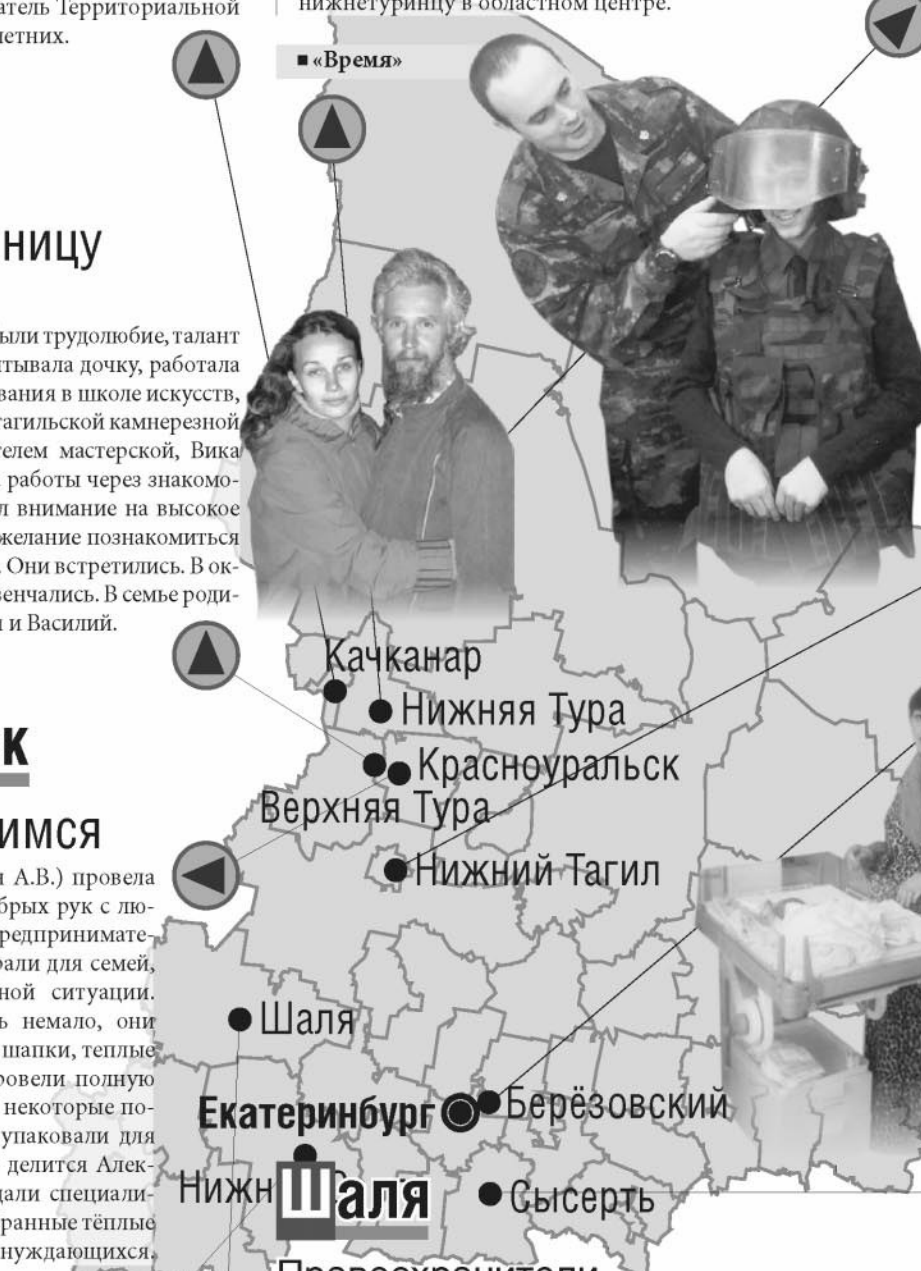 атель Территориальной
летних.
нижнетуринцу в областном центре.
■ «Время»
ницу
ыли трудолюбие, талант
тывала дочку, работала
вания в школе искусств,
тагильской камнерезной
телем мастерской, Вика
работы через знакомо-
л внимание на высокое
желание познакомиться
. Они встретились. В ок-
венчались. В семье роди-
и Василий.
к
имся
А.В.) провела
брых рук с лю-
редпринимате-
рали для семей,
ной ситуации.
ь немало, они
шапки, теплые
ровели полную
некоторые по-
упаковали для
делится Алек-
дали специали-
ранные тёплые
нуждающихся.
Качканар
Нижняя Тура
Красноуральск
Верхняя Тура
Нижний Тагил
Шаля
Екатеринбург
Берёзовский
Нижн
Шаля
Сысерть
Правоохранители